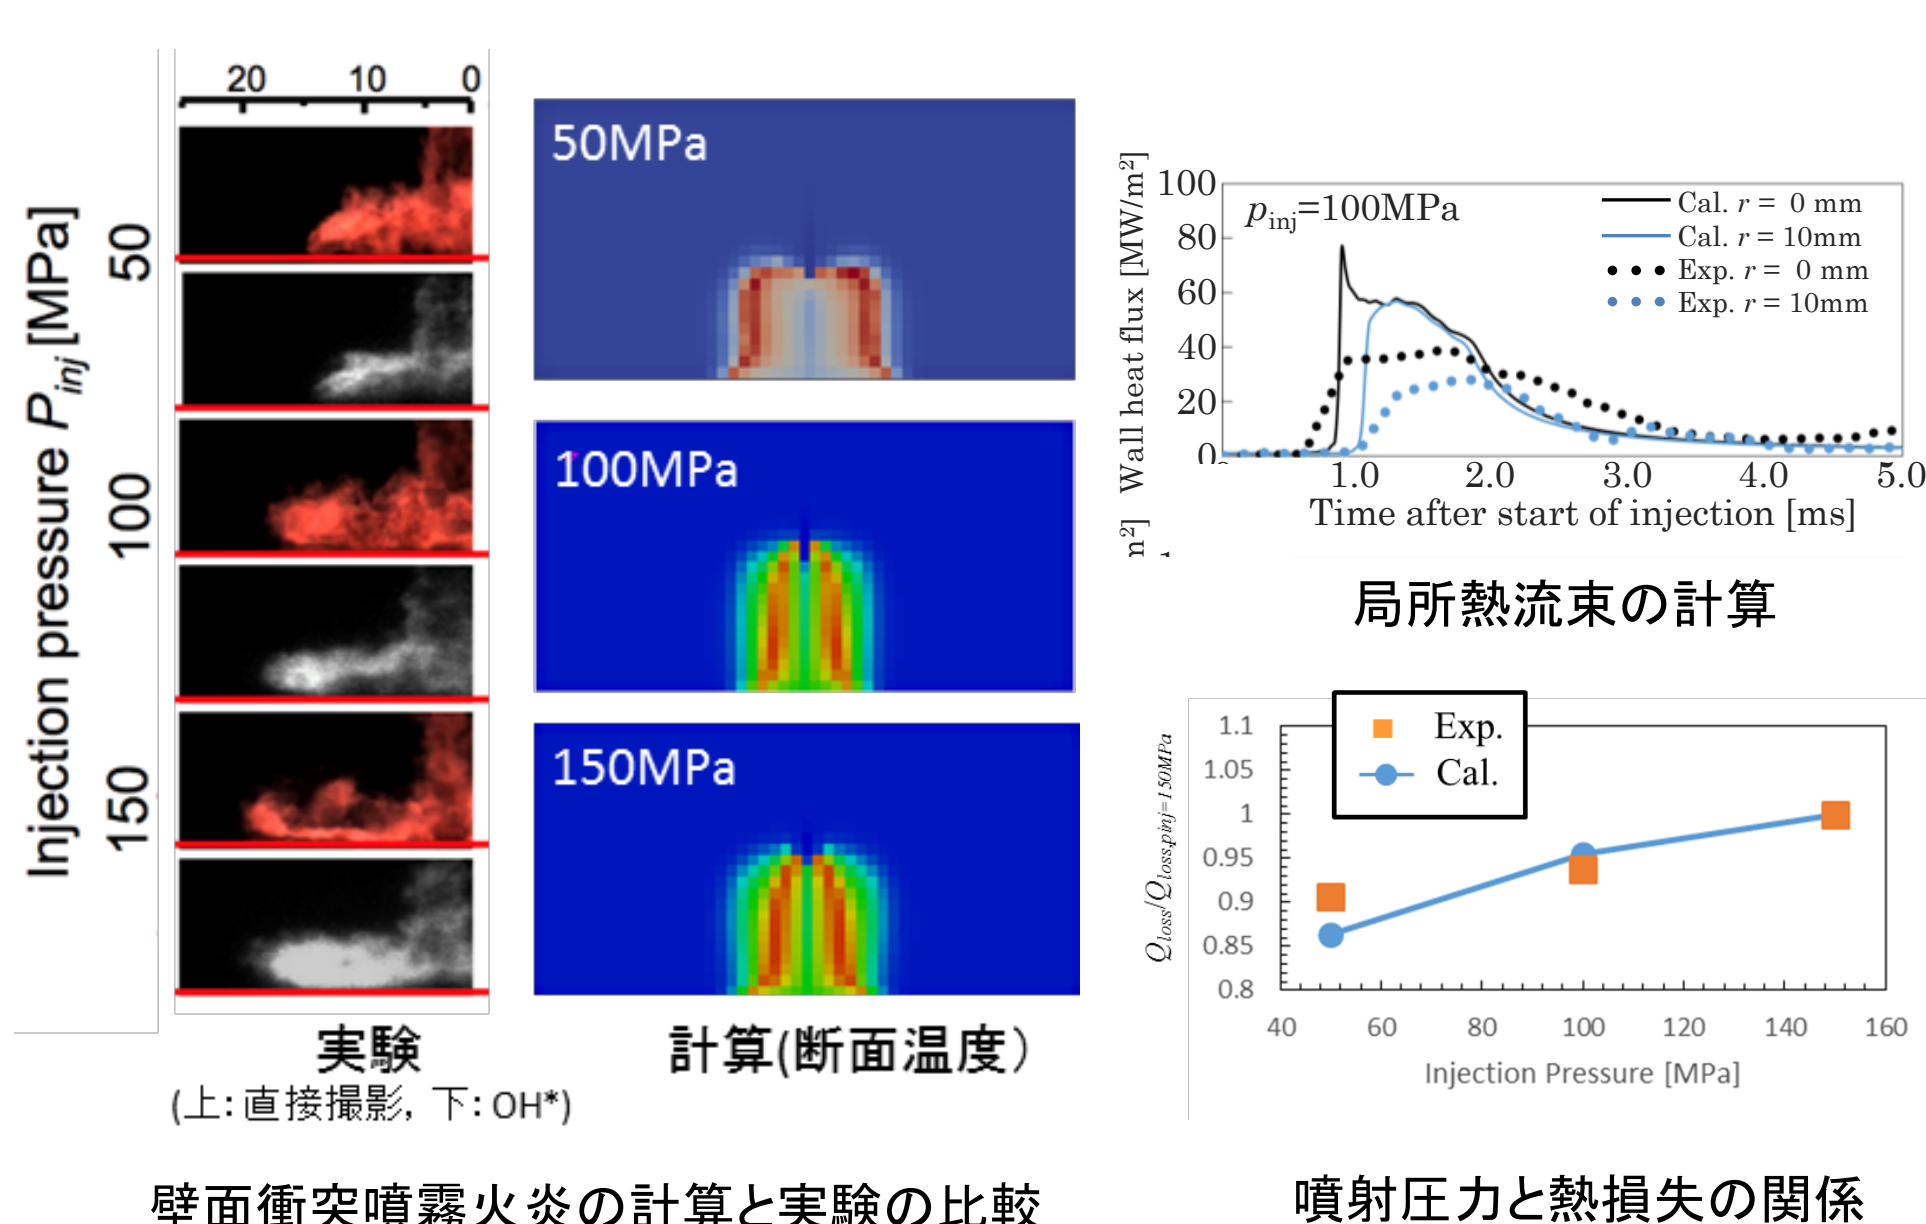 20 10 0
Injection pressure Pinj [MPa]
50
100
150
実験
(上：直接撮影，下：OH*)
50MPa
100MPa
150MPa
計算(断面温度）
壁面衝突噴霧火炎の計算と実験の比較
Wall heat flux [MW/m²]
100
80
60
40
20
0
pinj=100MPa
Cal. r = 0 mm
Cal. r = 10mm
Exp. r = 0 mm
Exp. r = 10mm
1.0 2.0 3.0 4.0 5.0
Time after start of injection [ms]
m²]
局所熱流束の計算
Qloss/Qloss,pinj=150MPa
1.1
1.05
1
0.95
0.9
0.85
0.8
Exp.
Cal.
40 60 80 100 120 140 160
Injection Pressure [MPa]
噴射圧力と熱損失の関係